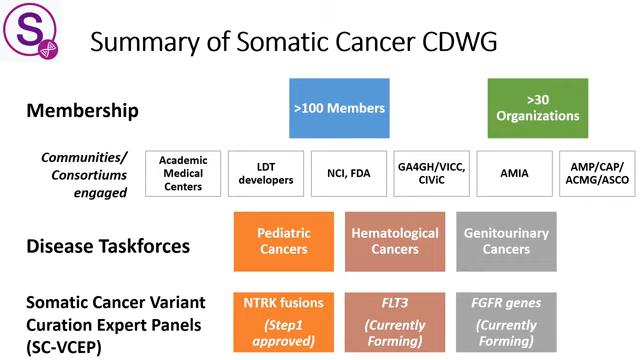 S
Summary of Somatic Cancer CDWG
Membership
>100 Members
>30
Organizations
Communities/
Consortiums
engaged
Academic
Medical
Centers
LDT
developers
NCI, FDA
GA4GH/VICC,
CIViC
AMIA
AMP/CAP/
ACMG/ASCO
Disease Taskforces
Pediatric
Cancers
Hematological
Cancers
Genitourinary
Cancers
Somatic Cancer Variant
Curation Expert Panels
(SC-VCEP)
NTRK fusions
(Step1
approved)
FLT3
(Currently
Forming)
FGFR genes
(Currently
Forming)